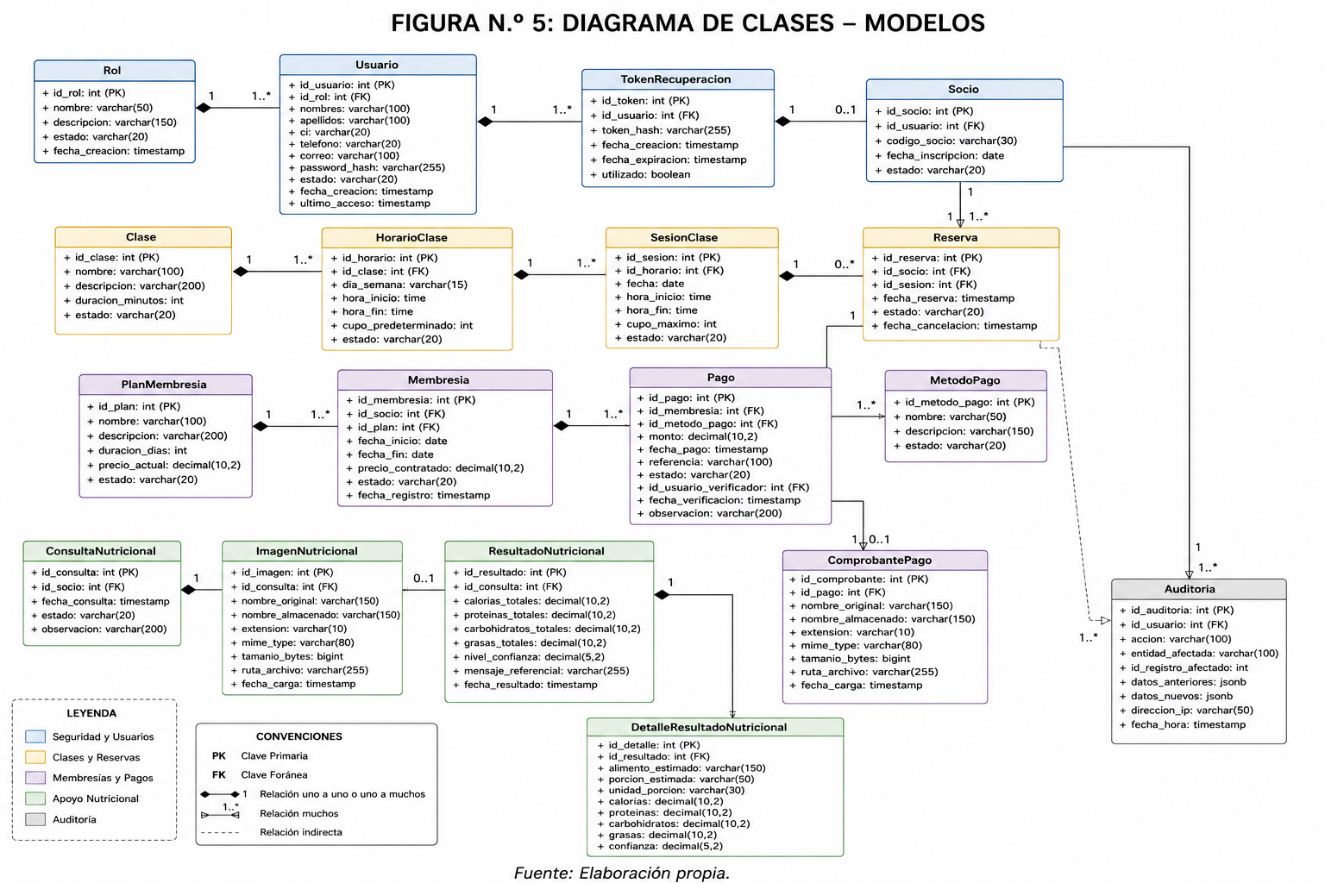 FIGURA N.º 5: DIAGRAMA DE CLASES – MODELOS
Rol
+ id_rol: int (PK)
+ nombre: varchar(50)
+ descripcion: varchar(150)
+ estado: varchar(20)
+ fecha_creacion: timestamp
1
1..*
Usuario
+ id_usuario: int (PK)
+ id_rol: int (FK)
+ nombres: varchar(100)
+ apellidos: varchar(100)
+ ci: varchar(20)
+ telefono: varchar(20)
+ correo: varchar(100)
+ password_hash: varchar(255)
+ estado: varchar(20)
+ fecha_creacion: timestamp
+ ultimo_acceso: timestamp
1
1..*
TokenRecuperacion
+ id_token: int (PK)
+ id_usuario: int (FK)
+ token_hash: varchar(255)
+ fecha_creacion: timestamp
+ fecha_expiracion: timestamp
+ utilizado: boolean
1
0..1
Socio
+ id_socio: int (PK)
+ id_usuario: int (FK)
+ codigo_socio: varchar(30)
+ fecha_inscripcion: date
+ estado: varchar(20)
1
1
1..*
Clase
+ id_clase: int (PK)
+ nombre: varchar(100)
+ descripcion: varchar(200)
+ duracion_minutos: int
+ estado: varchar(20)
1
1..*
HorarioClase
+ id_horario: int (PK)
+ id_clase: int (FK)
+ dia_semana: varchar(15)
+ hora_inicio: time
+ hora_fin: time
+ cupo_predeterminado: int
+ estado: varchar(20)
1
1..*
SesionClase
+ id_sesion: int (PK)
+ id_horario: int (FK)
+ fecha: date
+ hora_inicio: time
+ hora_fin: time
+ cupo_maximo: int
+ estado: varchar(20)
1
0..*
Reserva
+ id_reserva: int (PK)
+ id_socio: int (FK)
+ id_sesion: int (FK)
+ fecha_reserva: timestamp
+ estado: varchar(20)
+ fecha_cancelacion: timestamp
1
PlanMembresia
+ id_plan: int (PK)
+ nombre: varchar(100)
+ descripcion: varchar(200)
+ duracion_dias: int
+ precio_actual: decimal(10,2)
+ estado: varchar(20)
1
1..*
Membresia
+ id_membresia: int (PK)
+ id_socio: int (FK)
+ id_plan: int (FK)
+ fecha_inicio: date
+ fecha_fin: date
+ precio_contratado: decimal(10,2)
+ estado: varchar(20)
+ fecha_registro: timestamp
1
1..*
Pago
+ id_pago: int (PK)
+ id_membresia: int (FK)
+ id_metodo_pago: int (FK)
+ monto: decimal(10,2)
+ fecha_pago: timestamp
+ referencia: varchar(100)
+ estado: varchar(20)
+ id_usuario_verificador: int (FK)
+ fecha_verificacion: timestamp
+ observacion: varchar(200)
1..*
MetodoPago
+ id_metodo_pago: int (PK)
+ nombre: varchar(50)
+ descripcion: varchar(150)
+ estado: varchar(20)
ConsultaNutricional
+ id_consulta: int (PK)
+ id_socio: int (FK)
+ fecha_consulta: timestamp
+ estado: varchar(20)
+ observacion: varchar(200)
1
ImagenNutricional
+ id_imagen: int (PK)
+ id_consulta: int (FK)
+ nombre_original: varchar(150)
+ nombre_almacenado: varchar(150)
+ extension: varchar(10)
+ mime_type: varchar(80)
+ tamanio_bytes: bigint
+ ruta_archivo: varchar(255)
+ fecha_carga: timestamp
0..1
ResultadoNutricional
+ id_resultado: int (PK)
+ id_consulta: int (FK)
+ calorias_totales: decimal(10,2)
+ proteinas_totales: decimal(10,2)
+ carbohidratos_totales: decimal(10,2)
+ grasas_totales: decimal(10,2)
+ nivel_confianza: decimal(5,2)
+ mensaje_referencial: varchar(255)
+ fecha_resultado: timestamp
1
1
0..1
ComprobantePago
+ id_comprobante: int (PK)
+ id_pago: int (FK)
+ nombre_original: varchar(150)
+ nombre_almacenado: varchar(150)
+ extension: varchar(10)
+ mime_type: varchar(80)
+ tamanio_bytes: bigint
+ ruta_archivo: varchar(255)
+ fecha_carga: timestamp
1
1..*
1..*
Auditoria
+ id_auditoria: int (PK)
+ id_usuario: int (FK)
+ accion: varchar(100)
+ entidad_afectada: varchar(100)
+ id_registro_afectado: int
+ datos_anteriores: jsonb
+ datos_nuevos: jsonb
+ direccion_ip: varchar(50)
+ fecha_hora: timestamp
LEYENDA
Seguridad y Usuarios
Clases y Reservas
Membresías y Pagos
Apoyo Nutricional
Auditoría
CONVENCIONES
PK Clave Primaria
FK Clave Foránea
1 Relación uno a uno o uno a muchos
1..* Relación muchos
Relación indirecta
DetalleResultadoNutricional
+ id_detalle: int (PK)
+ id_resultado: int (FK)
+ alimento_estimado: varchar(150)
+ porcion_estimada: varchar(50)
+ unidad_porcion: varchar(30)
+ calorías: decimal(10,2)
+ proteinas: decimal(10,2)
+ carbohidratos: decimal(10,2)
+ grasas: decimal(10,2)
+ confianza: decimal(5,2)
Fuente: Elaboración propia.